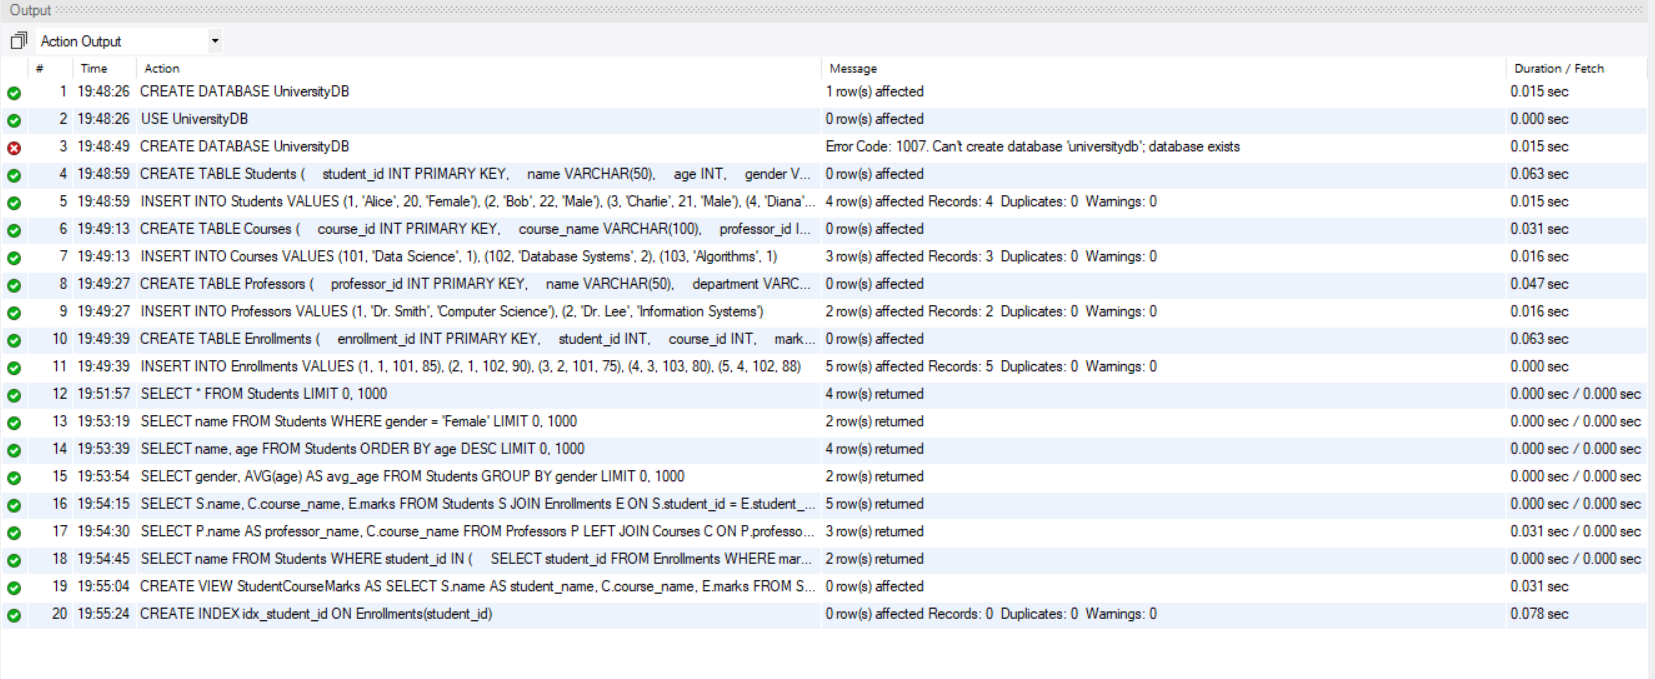 Output
Action Output
# Time Action Message Duration / Fetch
1 19:48:26 CREATE DATABASE UniversityDB 1 row(s) affected 0.015 sec
2 19:48:26 USE UniversityDB 0 row(s) affected 0.000 sec
3 19:48:49 CREATE DATABASE UniversityDB Error Code: 1007. Can't create database 'universitydb'; database exists 0.015 sec
4 19:48:59 CREATE TABLE Students ( student_id INT PRIMARY KEY, name VARCHAR(50), age INT, gender V... 0 row(s) affected 0.063 sec
5 19:48:59 INSERT INTO Students VALUES (1, 'Alice', 20, 'Female'), (2, 'Bob', 22, 'Male'), (3, 'Charlie', 21, 'Male'), (4, 'Diana'... 4 row(s) affected Records: 4 Duplicates: 0 Warnings: 0 0.015 sec
6 19:49:13 CREATE TABLE Courses ( course_id INT PRIMARY KEY, course_name VARCHAR(100), professor_id I... 0 row(s) affected 0.031 sec
7 19:49:13 INSERT INTO Courses VALUES (101, 'Data Science', 1), (102, 'Database Systems', 2), (103, 'Algorithms', 1) 3 row(s) affected Records: 3 Duplicates: 0 Warnings: 0 0.016 sec
8 19:49:27 CREATE TABLE Professors ( professor_id INT PRIMARY KEY, name VARCHAR(50), department VARC... 0 row(s) affected 0.047 sec
9 19:49:27 INSERT INTO Professors VALUES (1, 'Dr. Smith', 'Computer Science'), (2, 'Dr. Lee', 'Information Systems') 2 row(s) affected Records: 2 Duplicates: 0 Warnings: 0 0.016 sec
10 19:49:39 CREATE TABLE Enrollments ( enrollment_id INT PRIMARY KEY, student_id INT, course_id INT, mark... 0 row(s) affected 0.063 sec
11 19:49:39 INSERT INTO Enrollments VALUES (1, 1, 101, 85), (2, 1, 102, 90), (3, 2, 101, 75), (4, 3, 103, 80), (5, 4, 102, 88) 5 row(s) affected Records: 5 Duplicates: 0 Warnings: 0 0.000 sec
12 19:51:57 SELECT * FROM Students LIMIT 0, 1000 4 row(s) returned 0.000 sec / 0.000 sec
13 19:53:19 SELECT name FROM Students WHERE gender = 'Female' LIMIT 0, 1000 2 row(s) returned 0.000 sec / 0.000 sec
14 19:53:39 SELECT name, age FROM Students ORDER BY age DESC LIMIT 0, 1000 4 row(s) returned 0.000 sec / 0.000 sec
15 19:53:54 SELECT gender, AVG(age) AS avg_age FROM Students GROUP BY gender LIMIT 0, 1000 2 row(s) returned 0.000 sec / 0.000 sec
16 19:54:15 SELECT S.name, C.course_name, E.marks FROM Students S JOIN Enrollments E ON S.student_id = E.student_... 5 row(s) returned 0.000 sec / 0.000 sec
17 19:54:30 SELECT P.name AS professor_name, C.course_name FROM Professors P LEFT JOIN Courses C ON P.professo... 3 row(s) returned 0.031 sec / 0.000 sec
18 19:54:45 SELECT name FROM Students WHERE student_id IN ( SELECT student_id FROM Enrollments WHERE mar... 2 row(s) returned 0.000 sec / 0.000 sec
19 19:55:04 CREATE VIEW StudentCourseMarks AS SELECT S.name AS student_name, C.course_name, E.marks FROM S... 0 row(s) affected 0.031 sec
20 19:55:24 CREATE INDEX idx_student_id ON Enrollments(student_id) 0 row(s) affected Records: 0 Duplicates: 0 Warnings: 0 0.078 sec